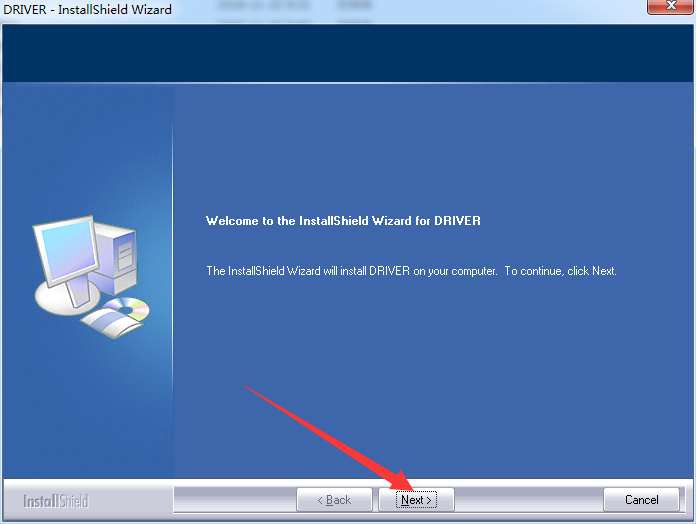 DRIVER - InstallShield Wizard
Welcome to the InstallShield Wizard for DRIVER
The InstallShield Wizard will install DRIVER on your computer. To continue, click Next.
InstallShield
< Back
Next >
Cancel